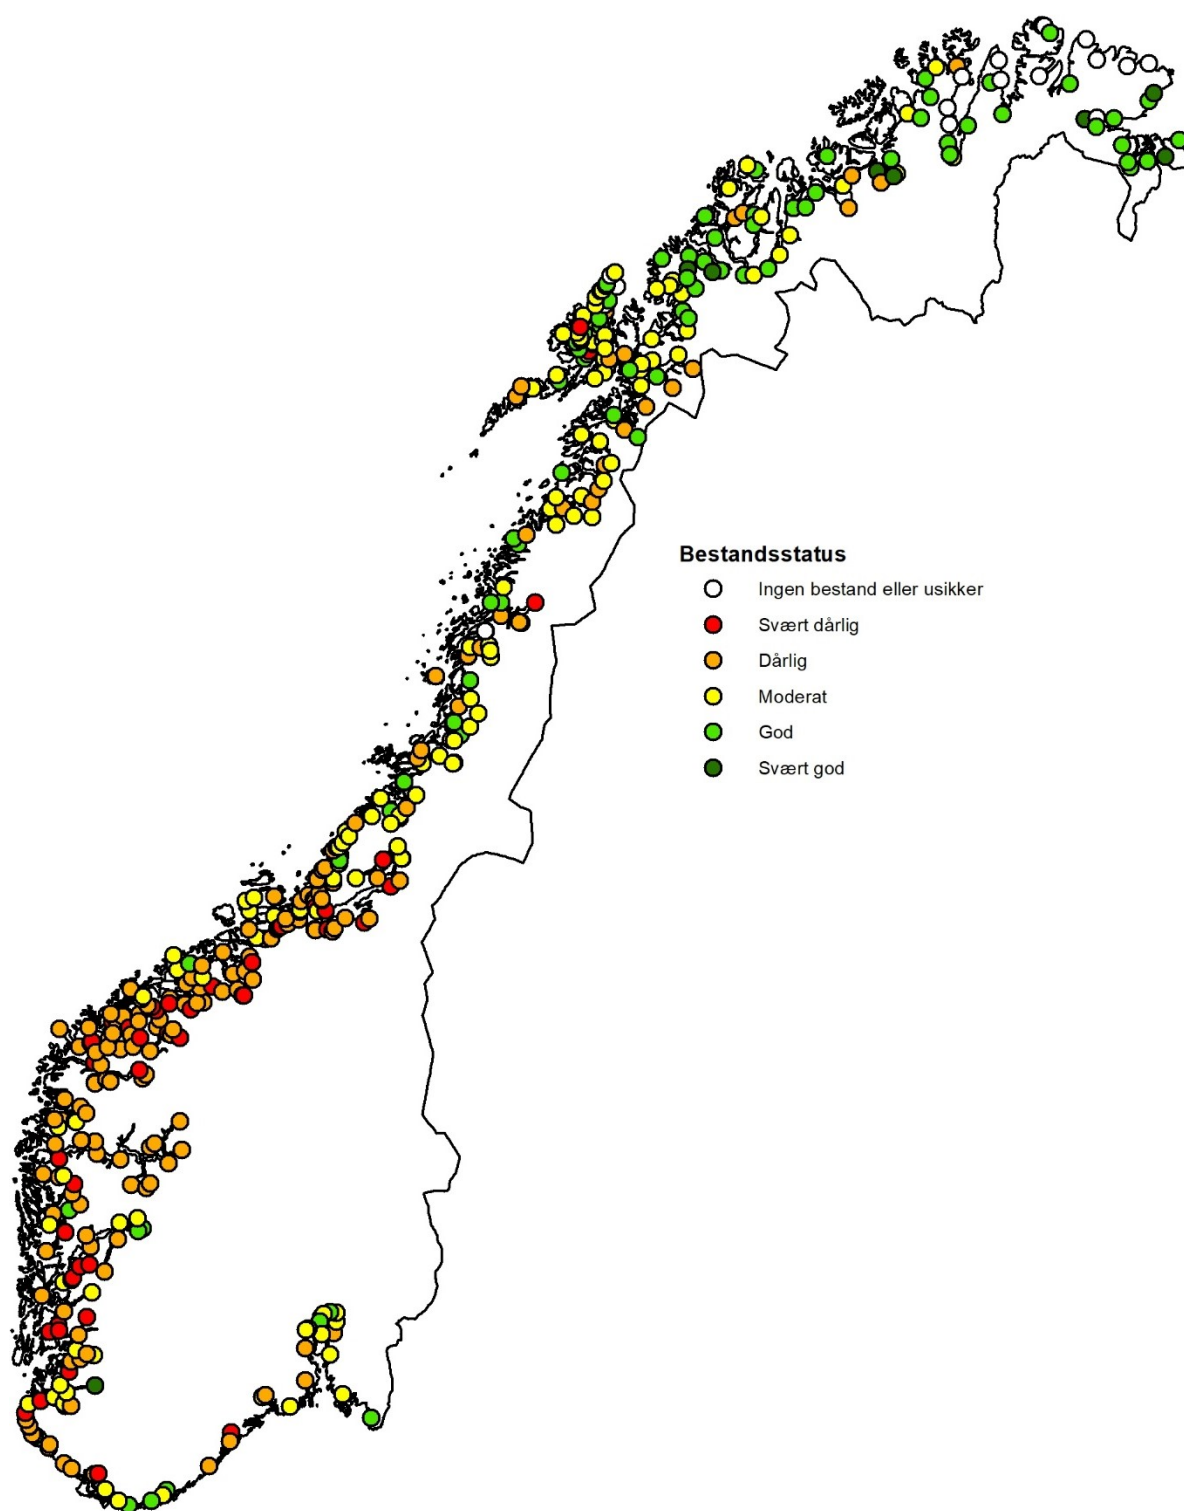 Bestandsstatus
Ingen bestand eller usikker
Svært dårlig
Dårlig
Moderat
God
Svært god